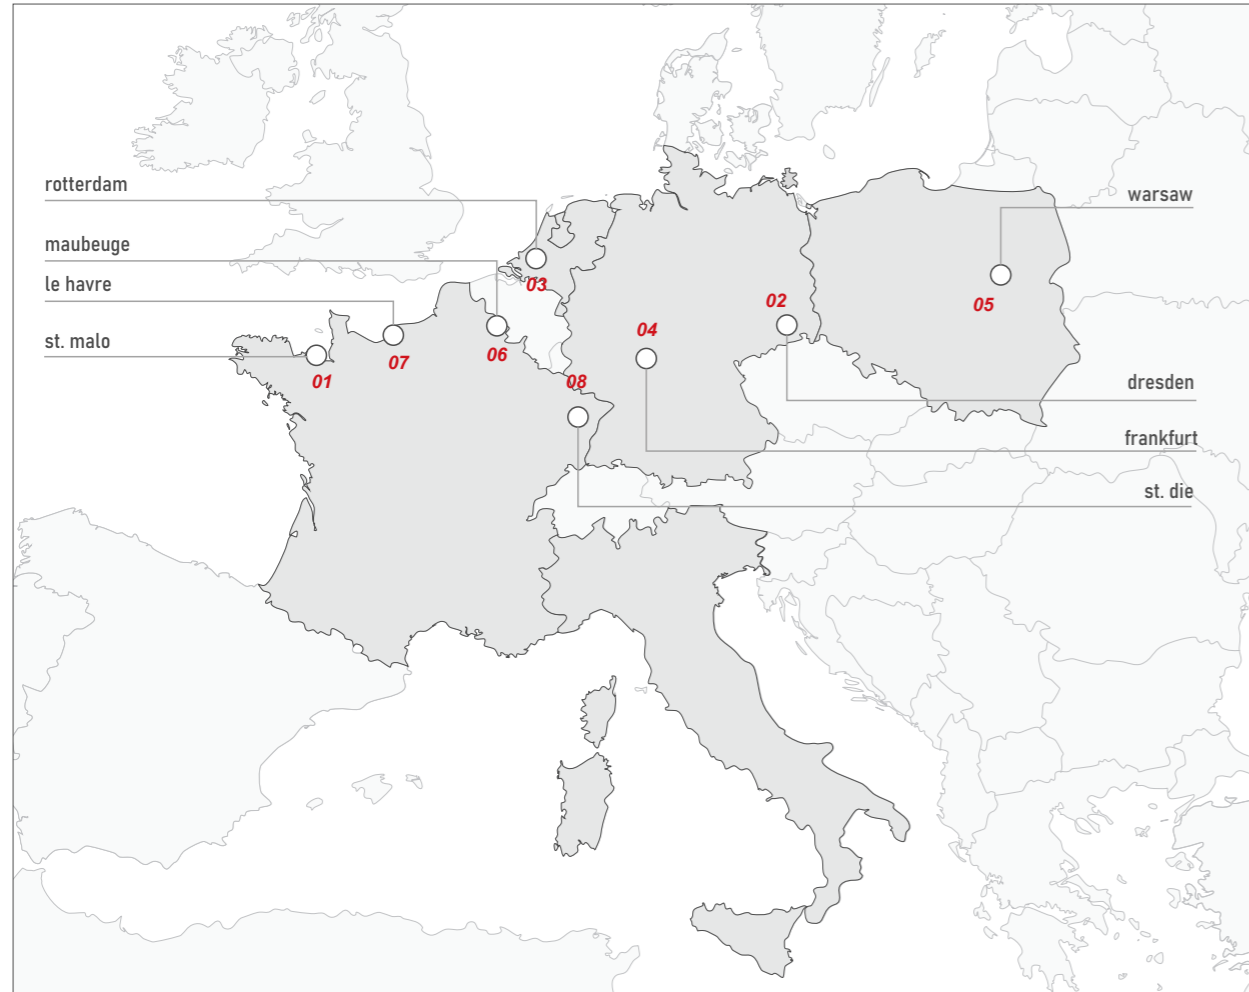 rotterdam
warsaw
maubeuge
le havre
03
02
05
st. malo
04
06
07
01
08
dresden
frankfurt
st. die